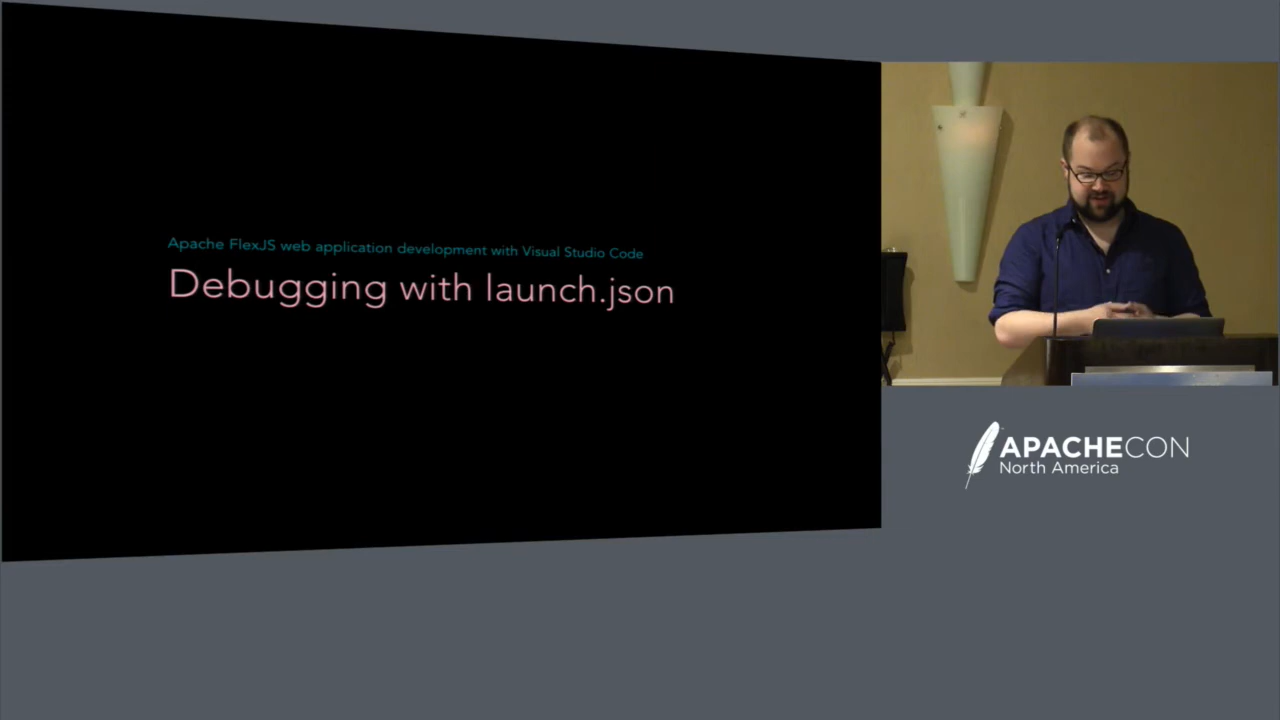 Apache FlexJS web application development with Visual Studio Code
Debugging with launch.json
APACHECON
North America